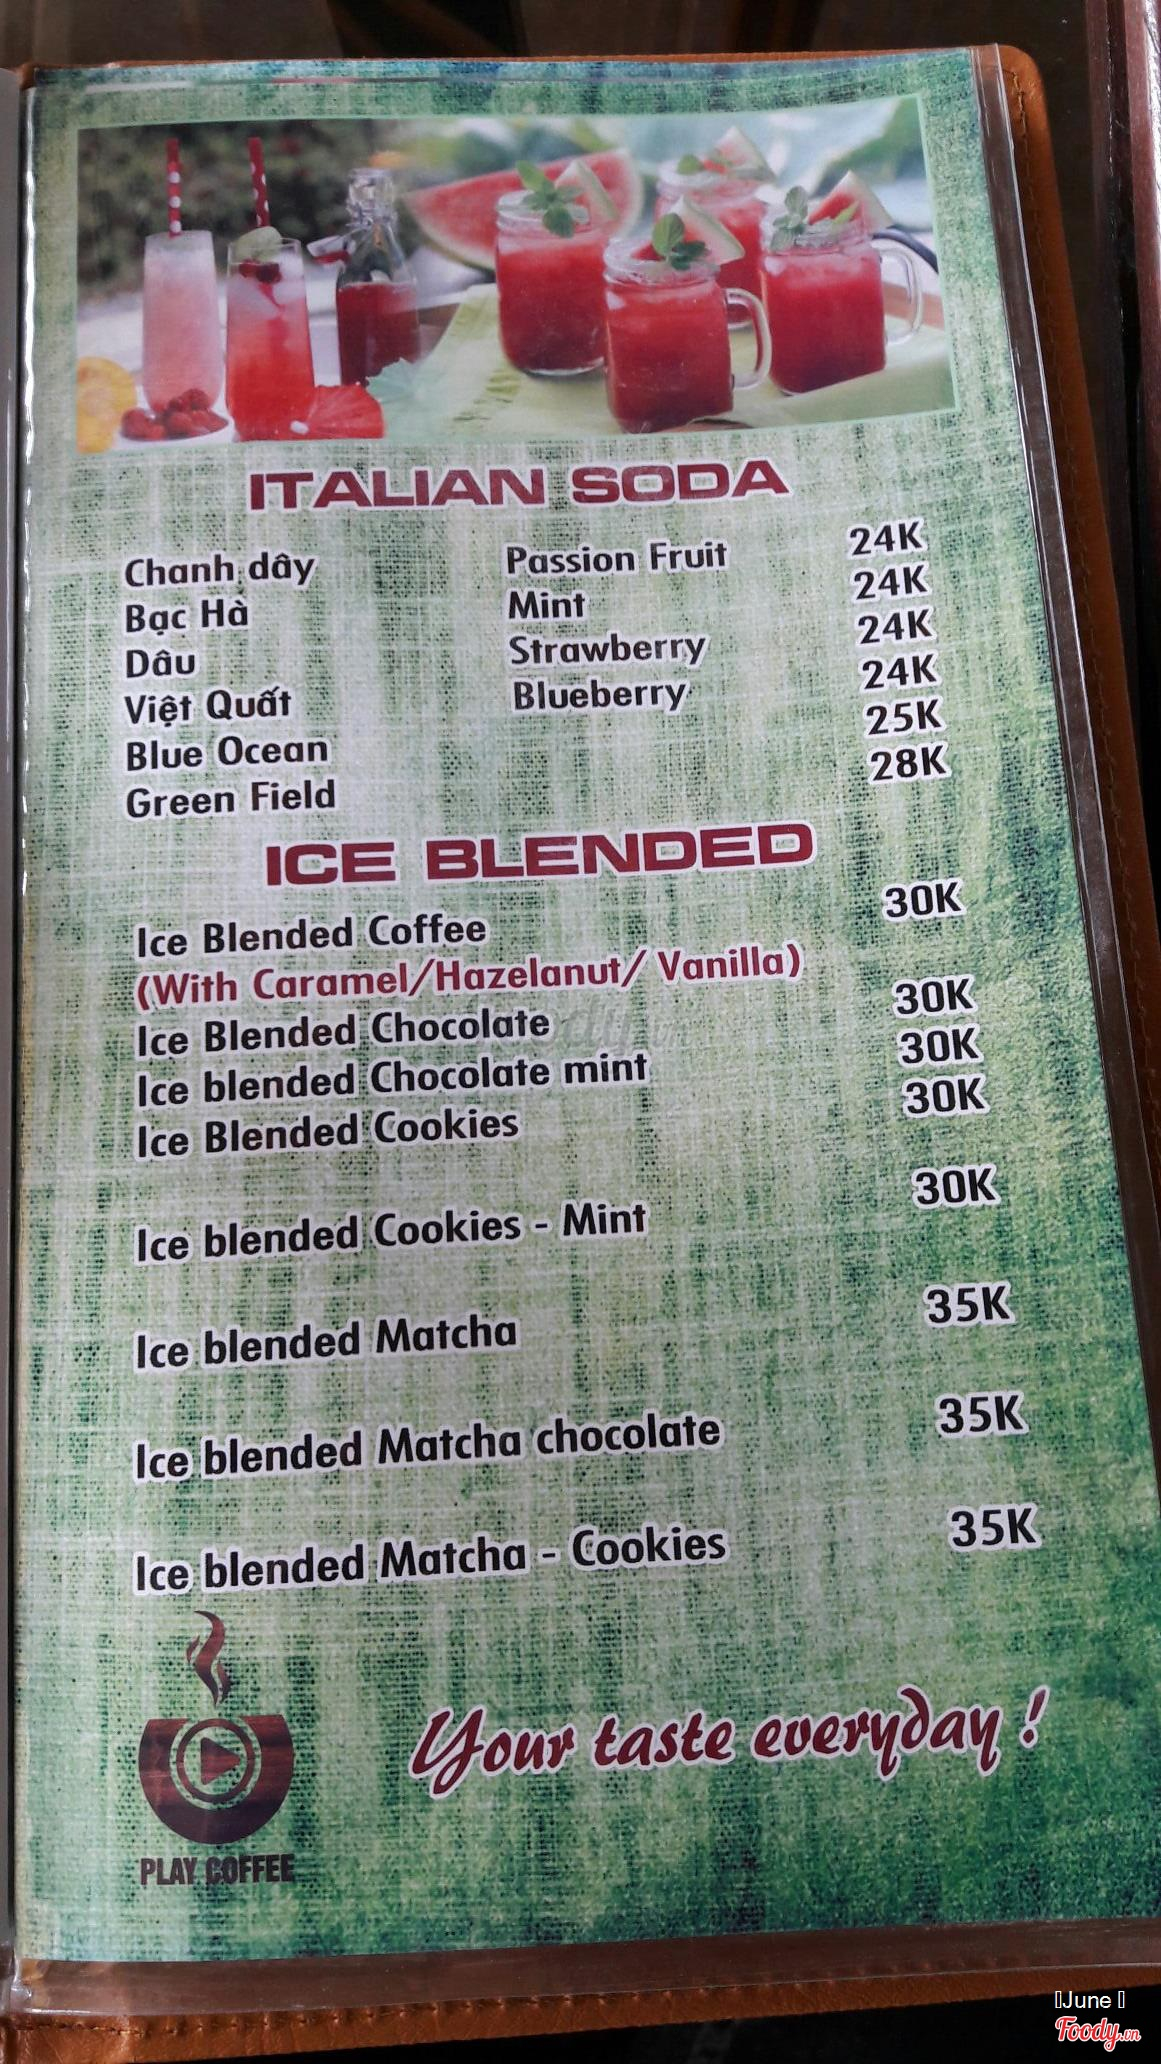 ITALIAN SODA
Chanh dây Passion Fruit 24K
Bạc Hà Mint 24K
Dâu Strawberry 24K
Việt Quất Blueberry 24K
Blue Ocean 25K
Green Field 28K
ICE BLENDED
Ice Blended Coffee 30K
(With Caramel/Hazelanut/ Vanilla)
Ice Blended Chocolate 30K
Ice blended Chocolate mint 30K
Ice Blended Cookies 30K
Ice blended Cookies - Mint 30K
Ice blended Matcha 35K
Ice blended Matcha chocolate 35K
Ice blended Matcha - Cookies 35K
Your taste everyday !
PLAY COFFEE
June
Foody.vn